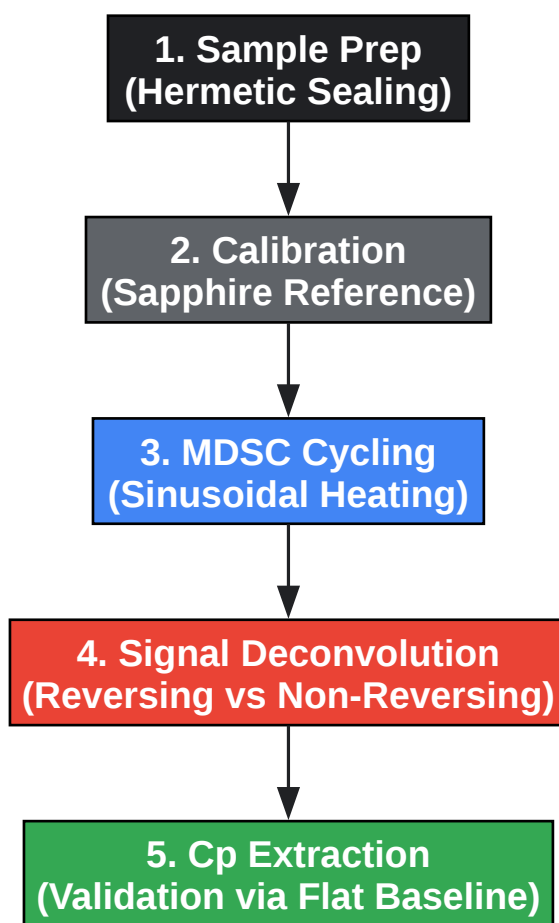 1. Sample Prep
(Hermetic Sealing)
2. Calibration
(Sapphire Reference)
3. MDSC Cycling
(Sinusoidal Heating)
4. Signal Deconvolution
(Reversing vs Non-Reversing)
5. Cp Extraction
(Validation via Flat Baseline)